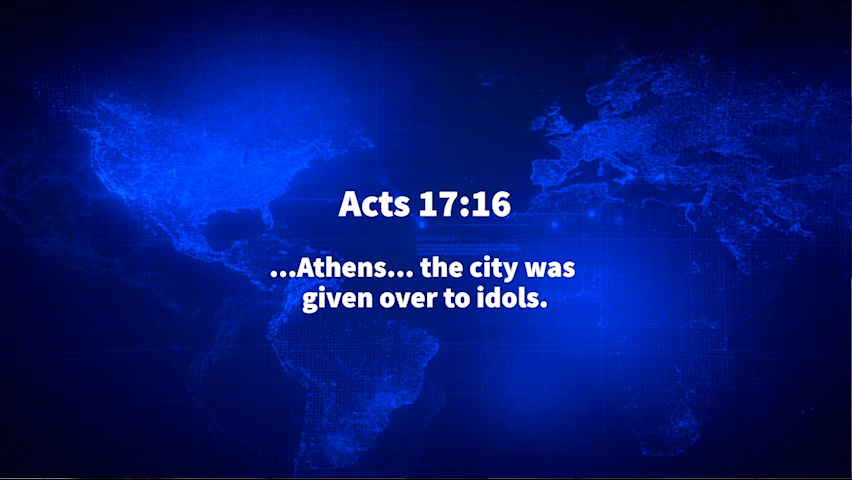 Acts 17:16
...Athens... the city was
given over to idols.